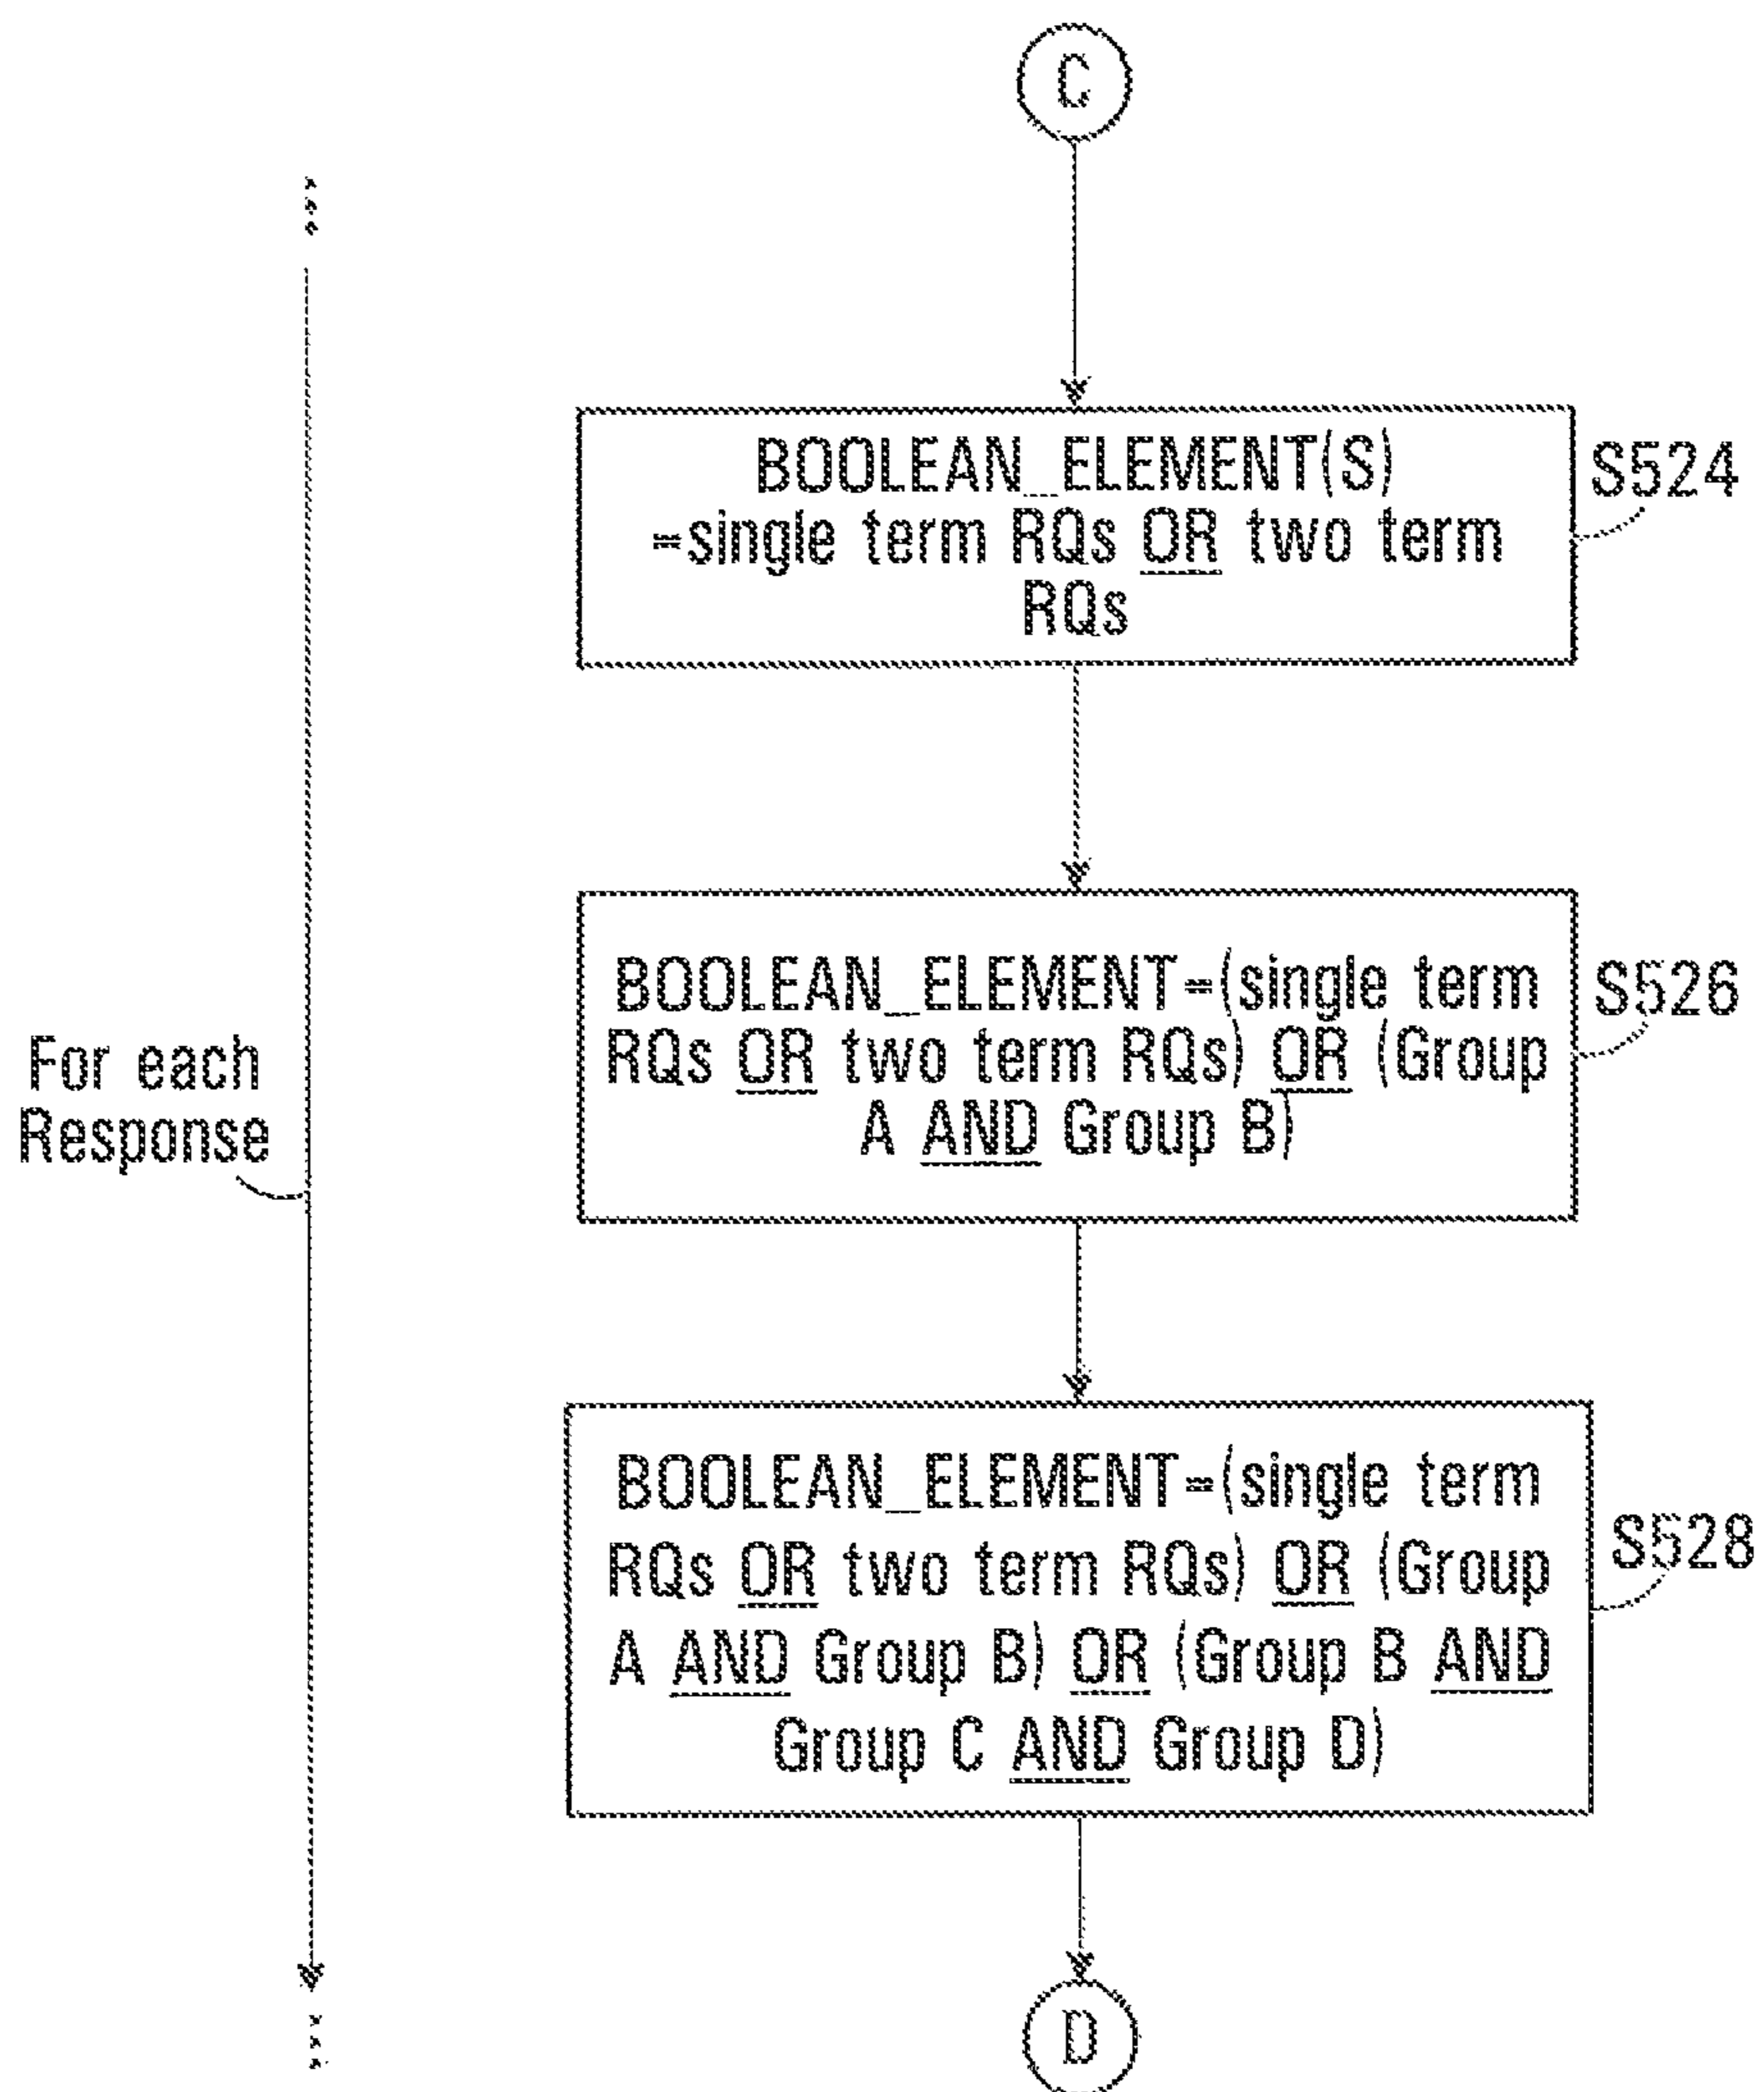 C
BOOLEAN_ELEMENT(S)
=single term RQs OR two term
RQs
S524
BOOLEAN_ELEMENT=(single term
RQs OR two term RQs) OR (Group
A AND Group B)
S526
For each
Response
BOOLEAN_ELEMENT=(single term
RQs OR two term RQs) OR (Group
A AND Group B) OR (Group B AND
Group C AND Group D)
S528
D